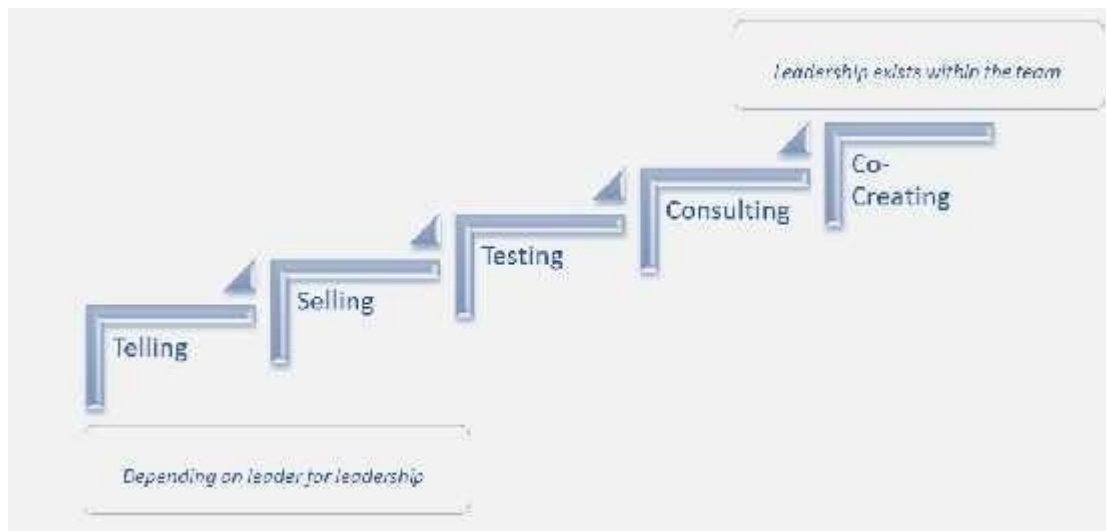 Leadership exists within the team
Co-
Creating
Consulting
Testing
Selling
Telling
Depending on leader for leadership